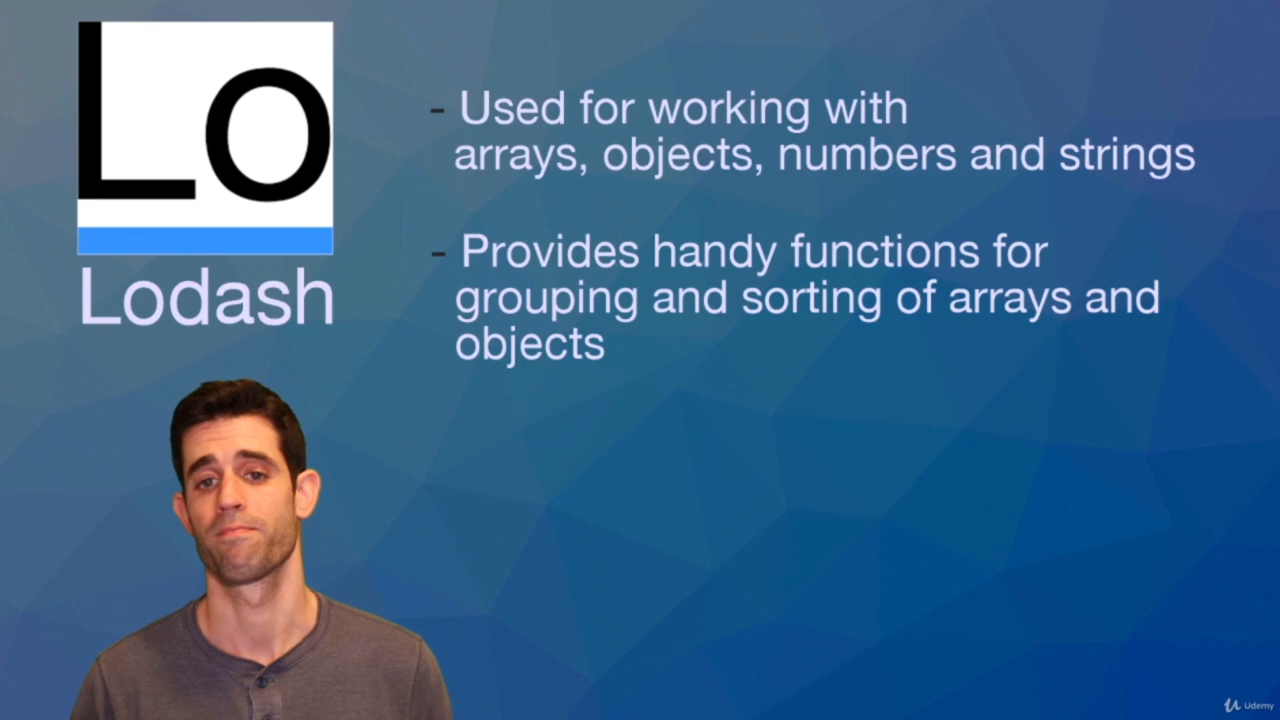 Lo
Lodash
- Used for working with
arrays, objects, numbers and strings
- Provides handy functions for
grouping and sorting of arrays and
objects
Udemy